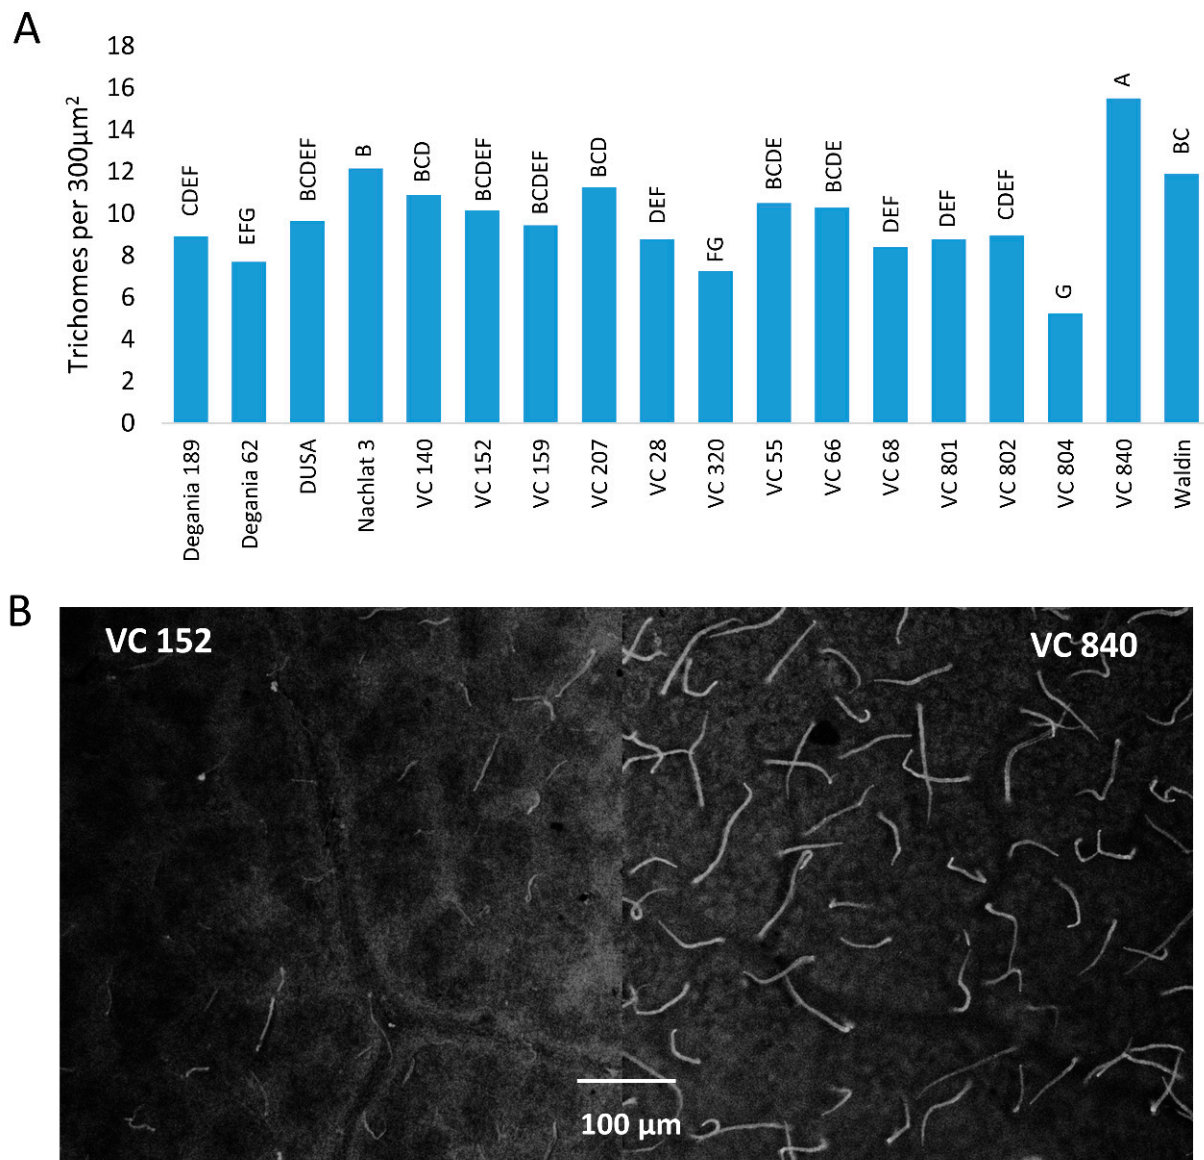 A
Trichomes per 300µm²
18
16
14
12
10
8
6
4
2
0
CDEF
EFG
BCDEF
B
BCD
BCDEF
BCDEF
BCD
DEF
FG
BCDE
BCDE
DEF
DEF
CDEF
G
A
BC
Degania 189
Degania 62
DUSA
Nachlat 3
VC 140
VC 152
VC 159
VC 207
VC 28
VC 320
VC 55
VC 66
VC 68
VC 801
VC 802
VC 804
VC 840
Waldin
B
VC 152
VC 840
100 µm